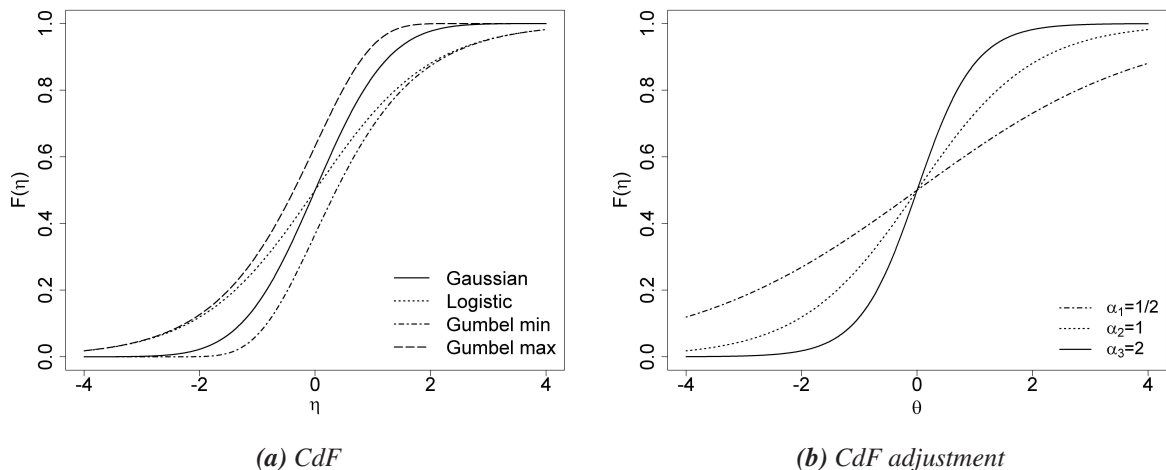 1.0
0.8
0.6
0.4
0.2
0.0
F(η)
-4 -2 0 2 4
η
Gaussian
Logistic
Gumbel min
Gumbel max
(a) CdF
1.0
0.8
0.6
0.4
0.2
0.0
F(η)
-4 -2 0 2 4
θ
α₁=1/2
α₂=1
α₃=2
(b) CdF adjustment